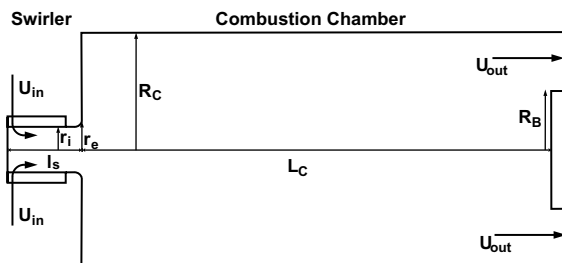 Swirler
Combustion Chamber
U_in
U_out
R_C
R_B
r_i
r_e
l_s
L_C
U_in
U_out